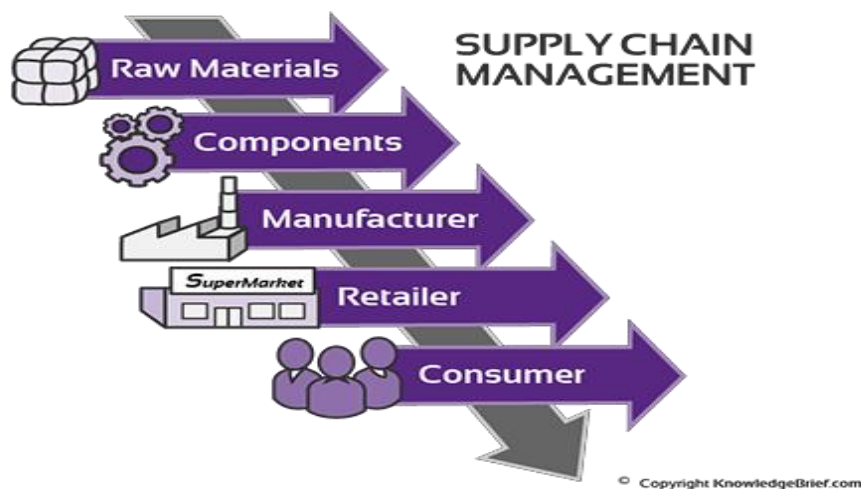 SUPPLY CHAIN
MANAGEMENT
Raw Materials
Components
Manufacturer
SuperMarket
Retailer
Consumer
© Copyright KnowledgeBrief.com